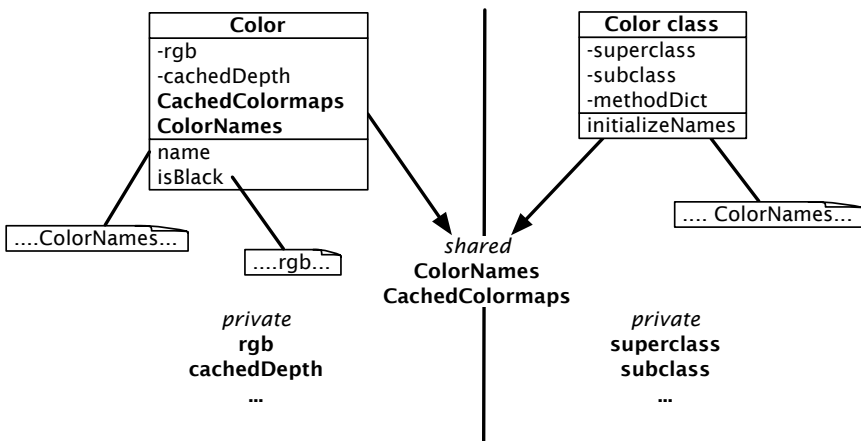 Color
-rgb
-cachedDepth
CachedColormaps
ColorNames
name
isBlack
....ColorNames...
....rgb...
private
rgb
cachedDepth
...
shared
ColorNames
CachedColormaps
Color class
-superclass
-subclass
-methodDict
initializeNames
.... ColorNames...
private
superclass
subclass
...